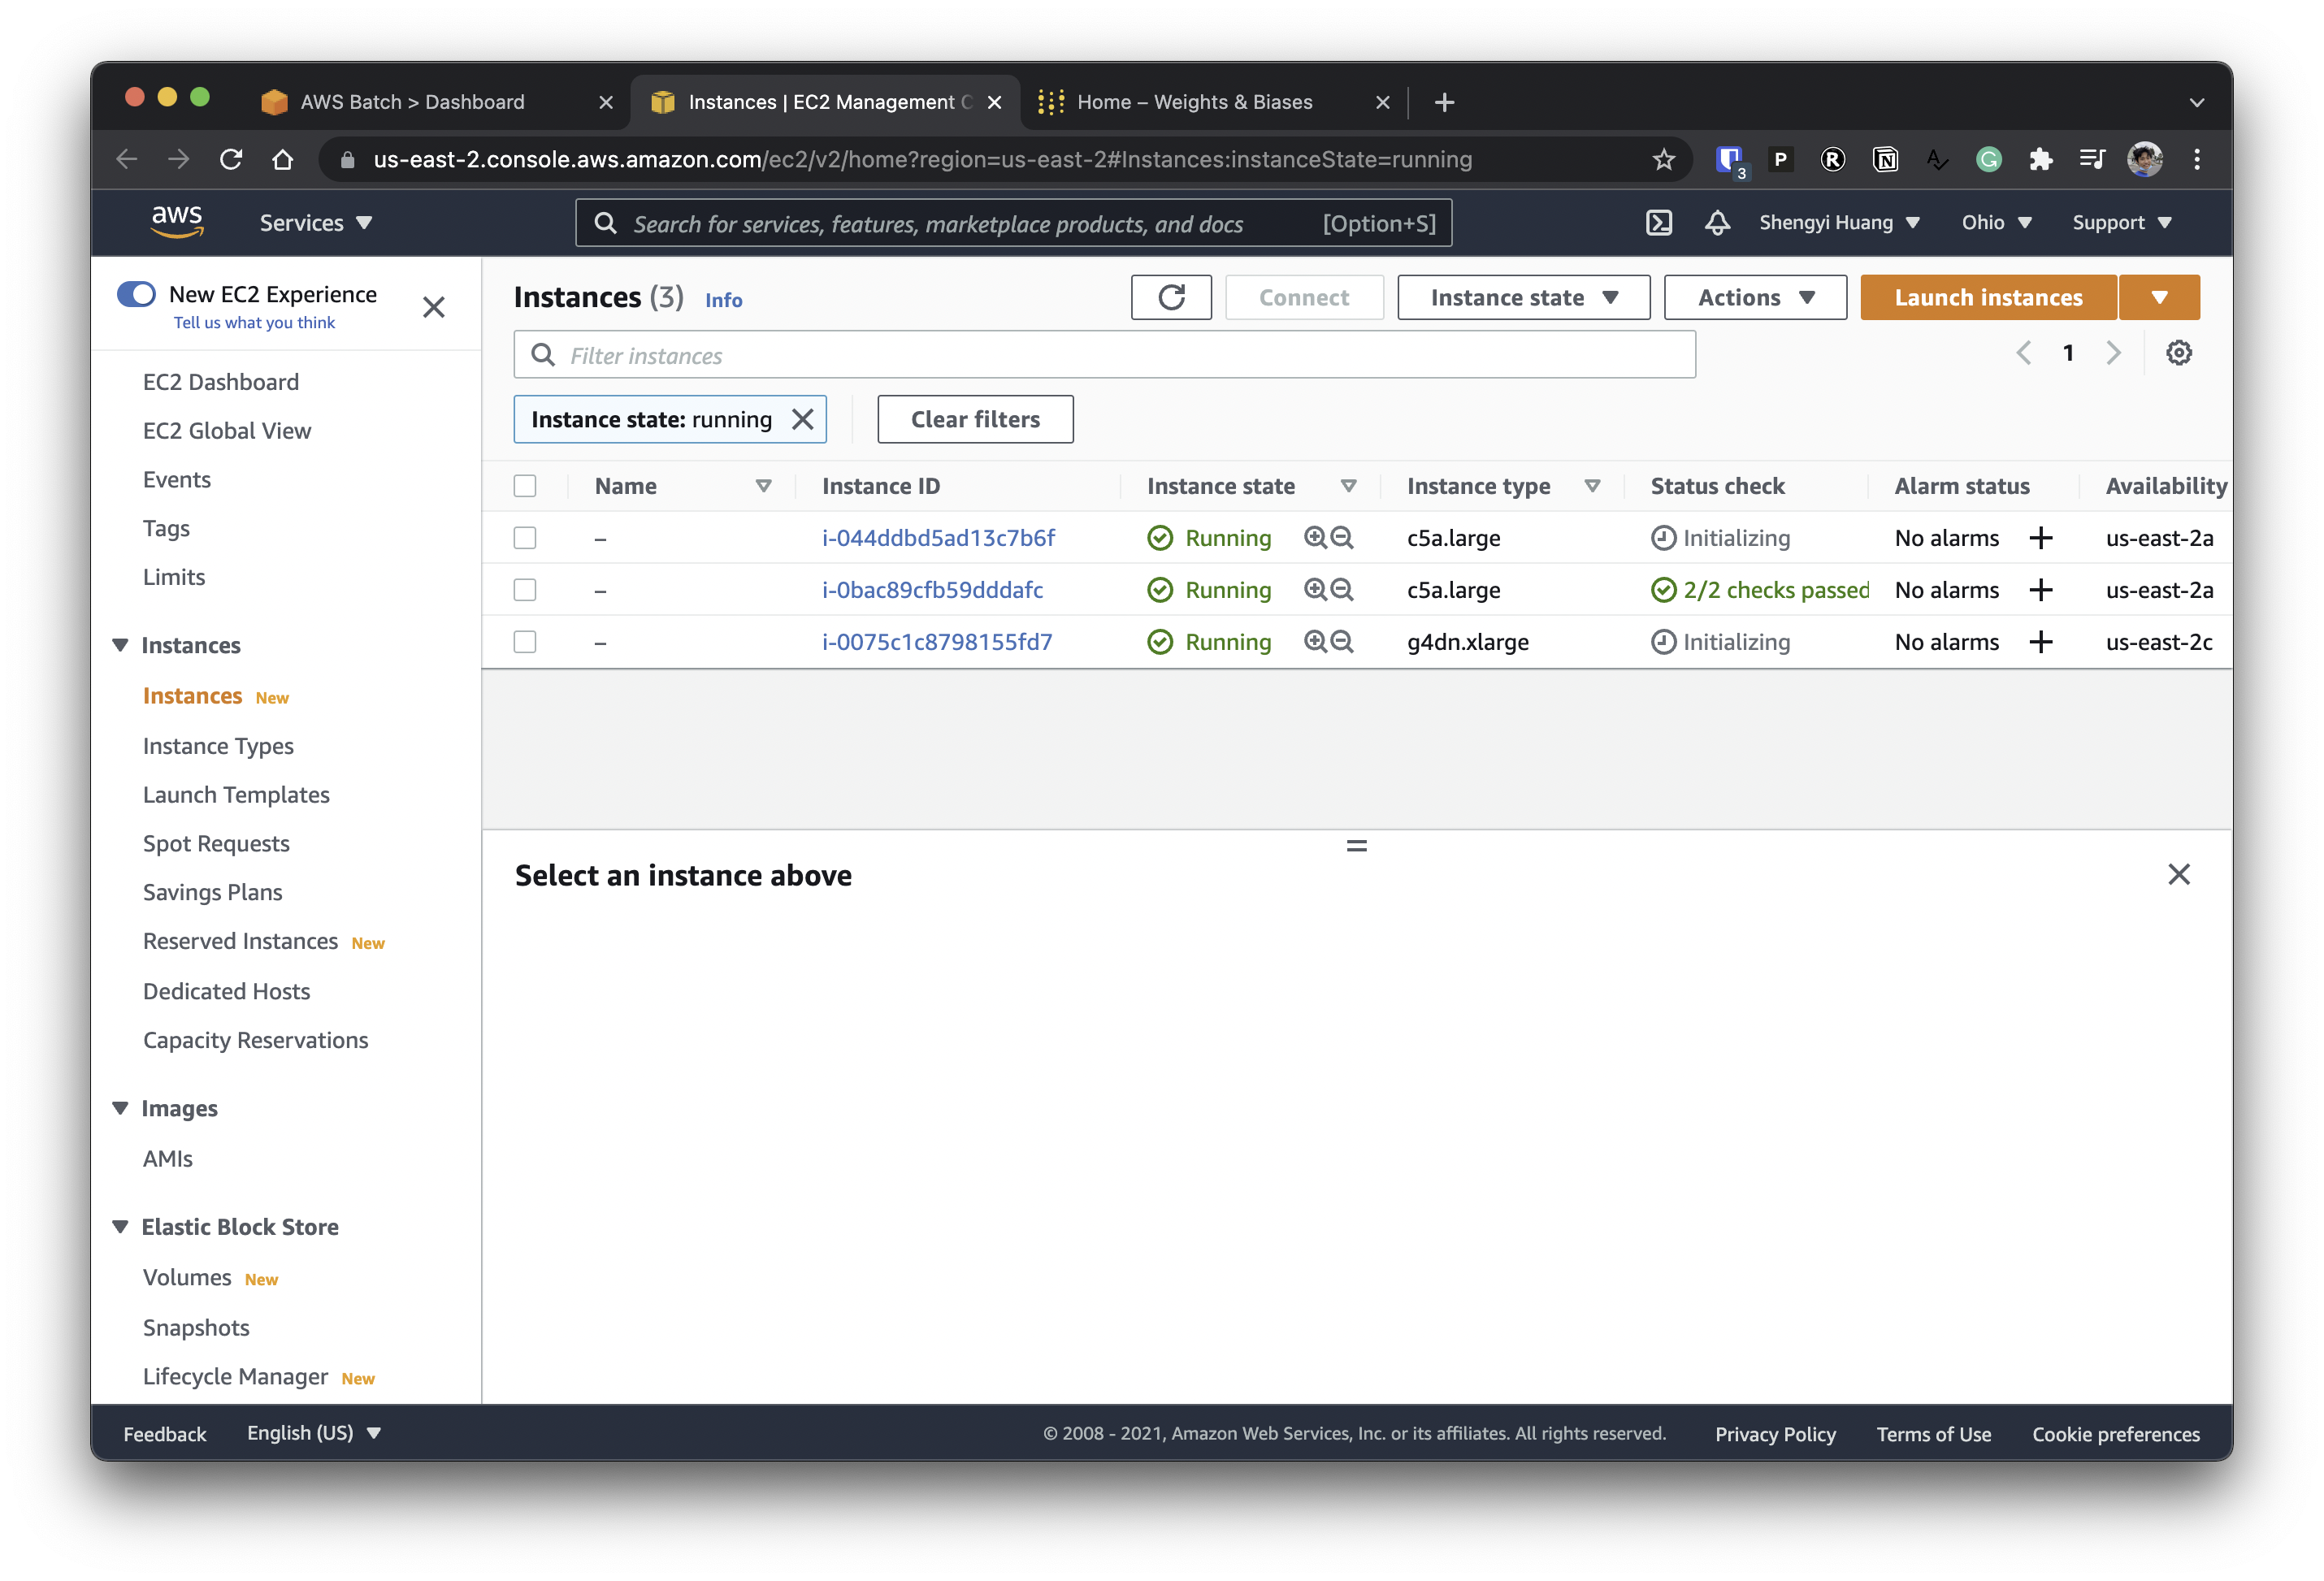 AWS Batch > Dashboard
Instances | EC2 Management C
Home – Weights & Biases
us-east-2.console.aws.amazon.com/ec2/v2/home?region=us-east-2#Instances:instanceState=running
3
P
R
N
A
G
aws
Services
Search for services, features, marketplace products, and docs
[Option+S]
Shengyi Huang
Ohio
Support
New EC2 Experience
Tell us what you think
EC2 Dashboard
EC2 Global View
Events
Tags
Limits
Instances
Instances New
Instance Types
Launch Templates
Spot Requests
Savings Plans
Reserved Instances New
Dedicated Hosts
Capacity Reservations
Images
AMIs
Elastic Block Store
Volumes New
Snapshots
Lifecycle Manager New
Instances (3) Info
Connect
Instance state
Actions
Launch instances
Filter instances
1
Instance state: running
Clear filters
Name Instance ID Instance state Instance type Status check Alarm status Availability
– i-044ddbd5ad13c7b6f Running c5a.large Initializing No alarms + us-east-2a
– i-0bac89cfb59dddafc Running c5a.large 2/2 checks passed No alarms + us-east-2a
– i-0075c1c8798155fd7 Running g4dn.xlarge Initializing No alarms + us-east-2c
Select an instance above
Feedback
English (US)
© 2008 - 2021, Amazon Web Services, Inc. or its affiliates. All rights reserved.
Privacy Policy
Terms of Use
Cookie preferences